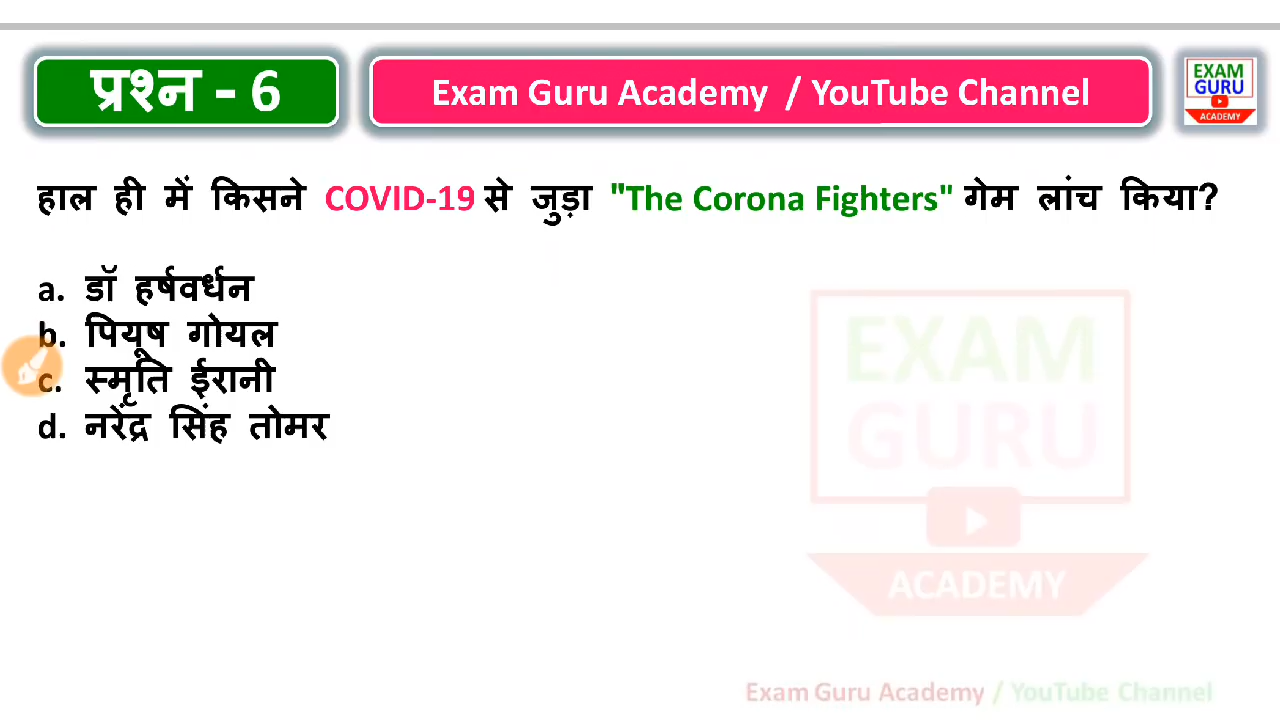 प्रश्न - 6
Exam Guru Academy / YouTube Channel
EXAM
GURU
ACADEMY
हाल ही में किसने COVID-19 से जुड़ा "The Corona Fighters" गेम लांच किया?
a. डॉ हर्षवर्धन
b. पियूष गोयल
c. स्मृति ईरानी
d. नरेंद्र सिंह तोमर
EXAM
GURU
ACADEMY
Exam Guru Academy / YouTube Channel